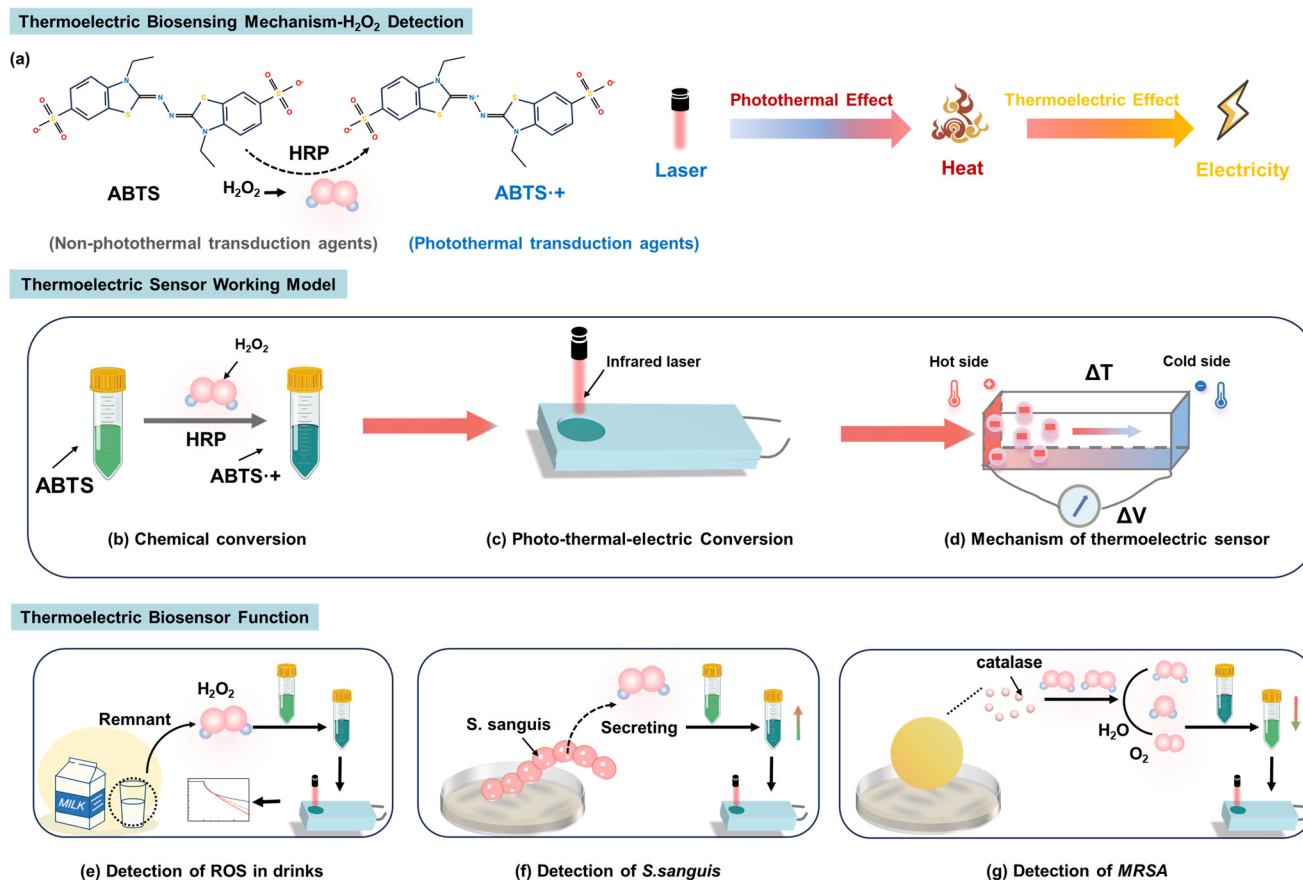 Thermoelectric Biosensing Mechanism-H₂O₂ Detection
(a)
N
S
S
N
N
N
O
O
O⁻
O
O
O⁻
S
S
ABTS
(Non-photothermal transduction agents)
HRP
H₂O₂
N
S
S
N·
N
N
O
O
O⁻
O
O
O⁻
S
S
ABTS·+
(Photothermal transduction agents)
Laser
Photothermal Effect
Heat
Thermoelectric Effect
Electricity
Thermoelectric Sensor Working Model
H₂O₂
HRP
ABTS
ABTS·+
(b) Chemical conversion
Infrared laser
(c) Photo-thermal-electric Conversion
Hot side
+
ΔT
Cold side
−
ΔV
(d) Mechanism of thermoelectric sensor
Thermoelectric Biosensor Function
H₂O₂
Remnant
MILK
(e) Detection of ROS in drinks
S. sanguis
Secreting
(f) Detection of S.sanguis
catalase
H₂O
O₂
(g) Detection of MRSA